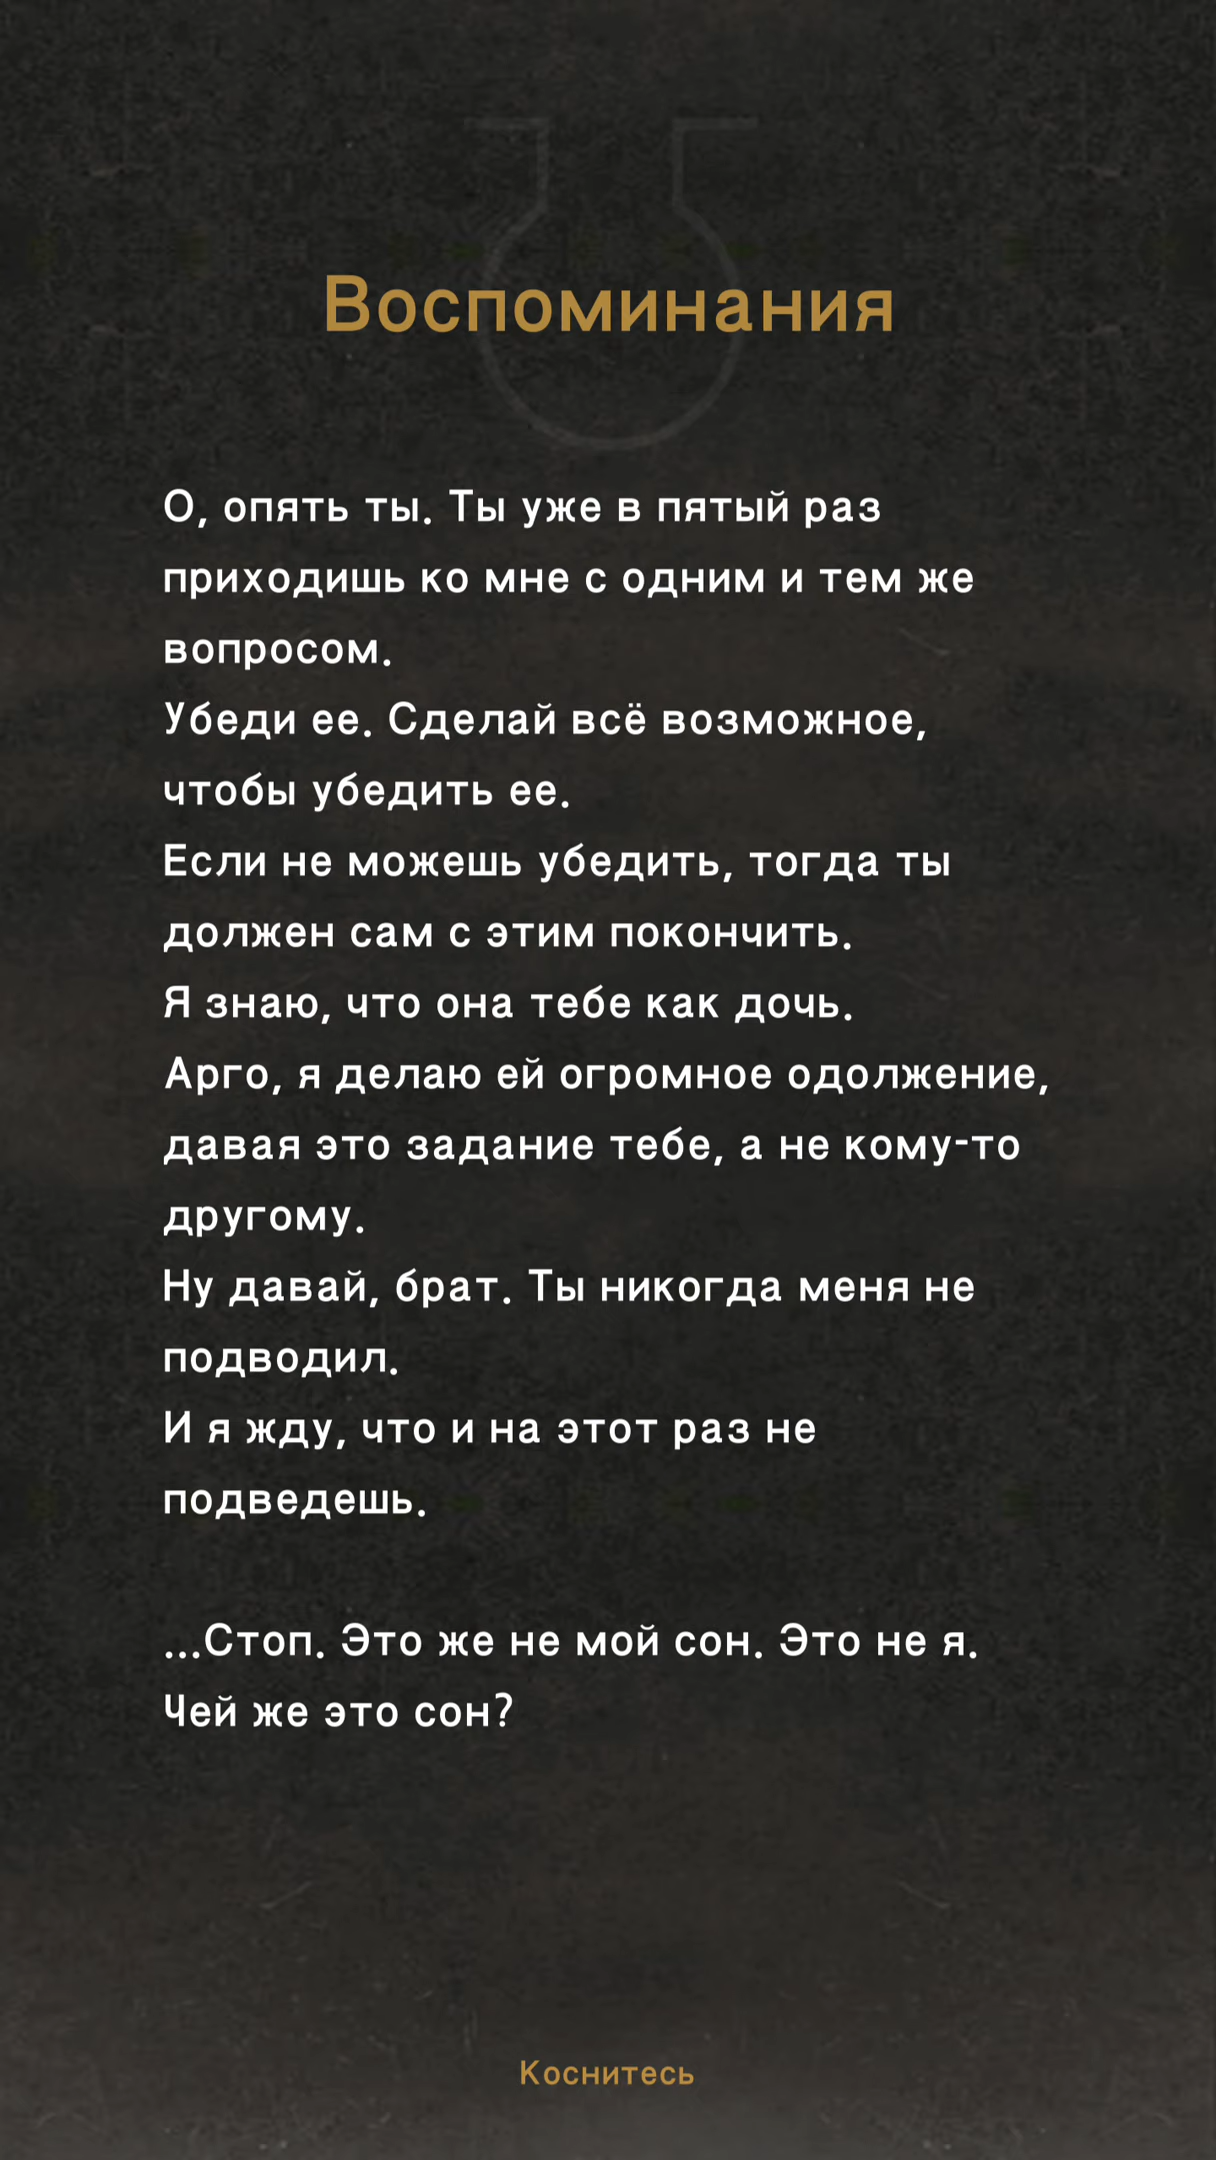 Воспоминания
О, опять ты. Ты уже в пятый раз
приходишь ко мне с одним и тем же
вопросом.
Убеди ее. Сделай всё возможное,
чтобы убедить ее.
Если не можешь убедить, тогда ты
должен сам с этим покончить.
Я знаю, что она тебе как дочь.
Арго, я делаю ей огромное одолжение,
давая это задание тебе, а не кому-то
другому.
Ну давай, брат. Ты никогда меня не
подводил.
И я жду, что и на этот раз не
подведешь.
...Стоп. Это же не мой сон. Это не я.
Чей же это сон?
Коснитесь